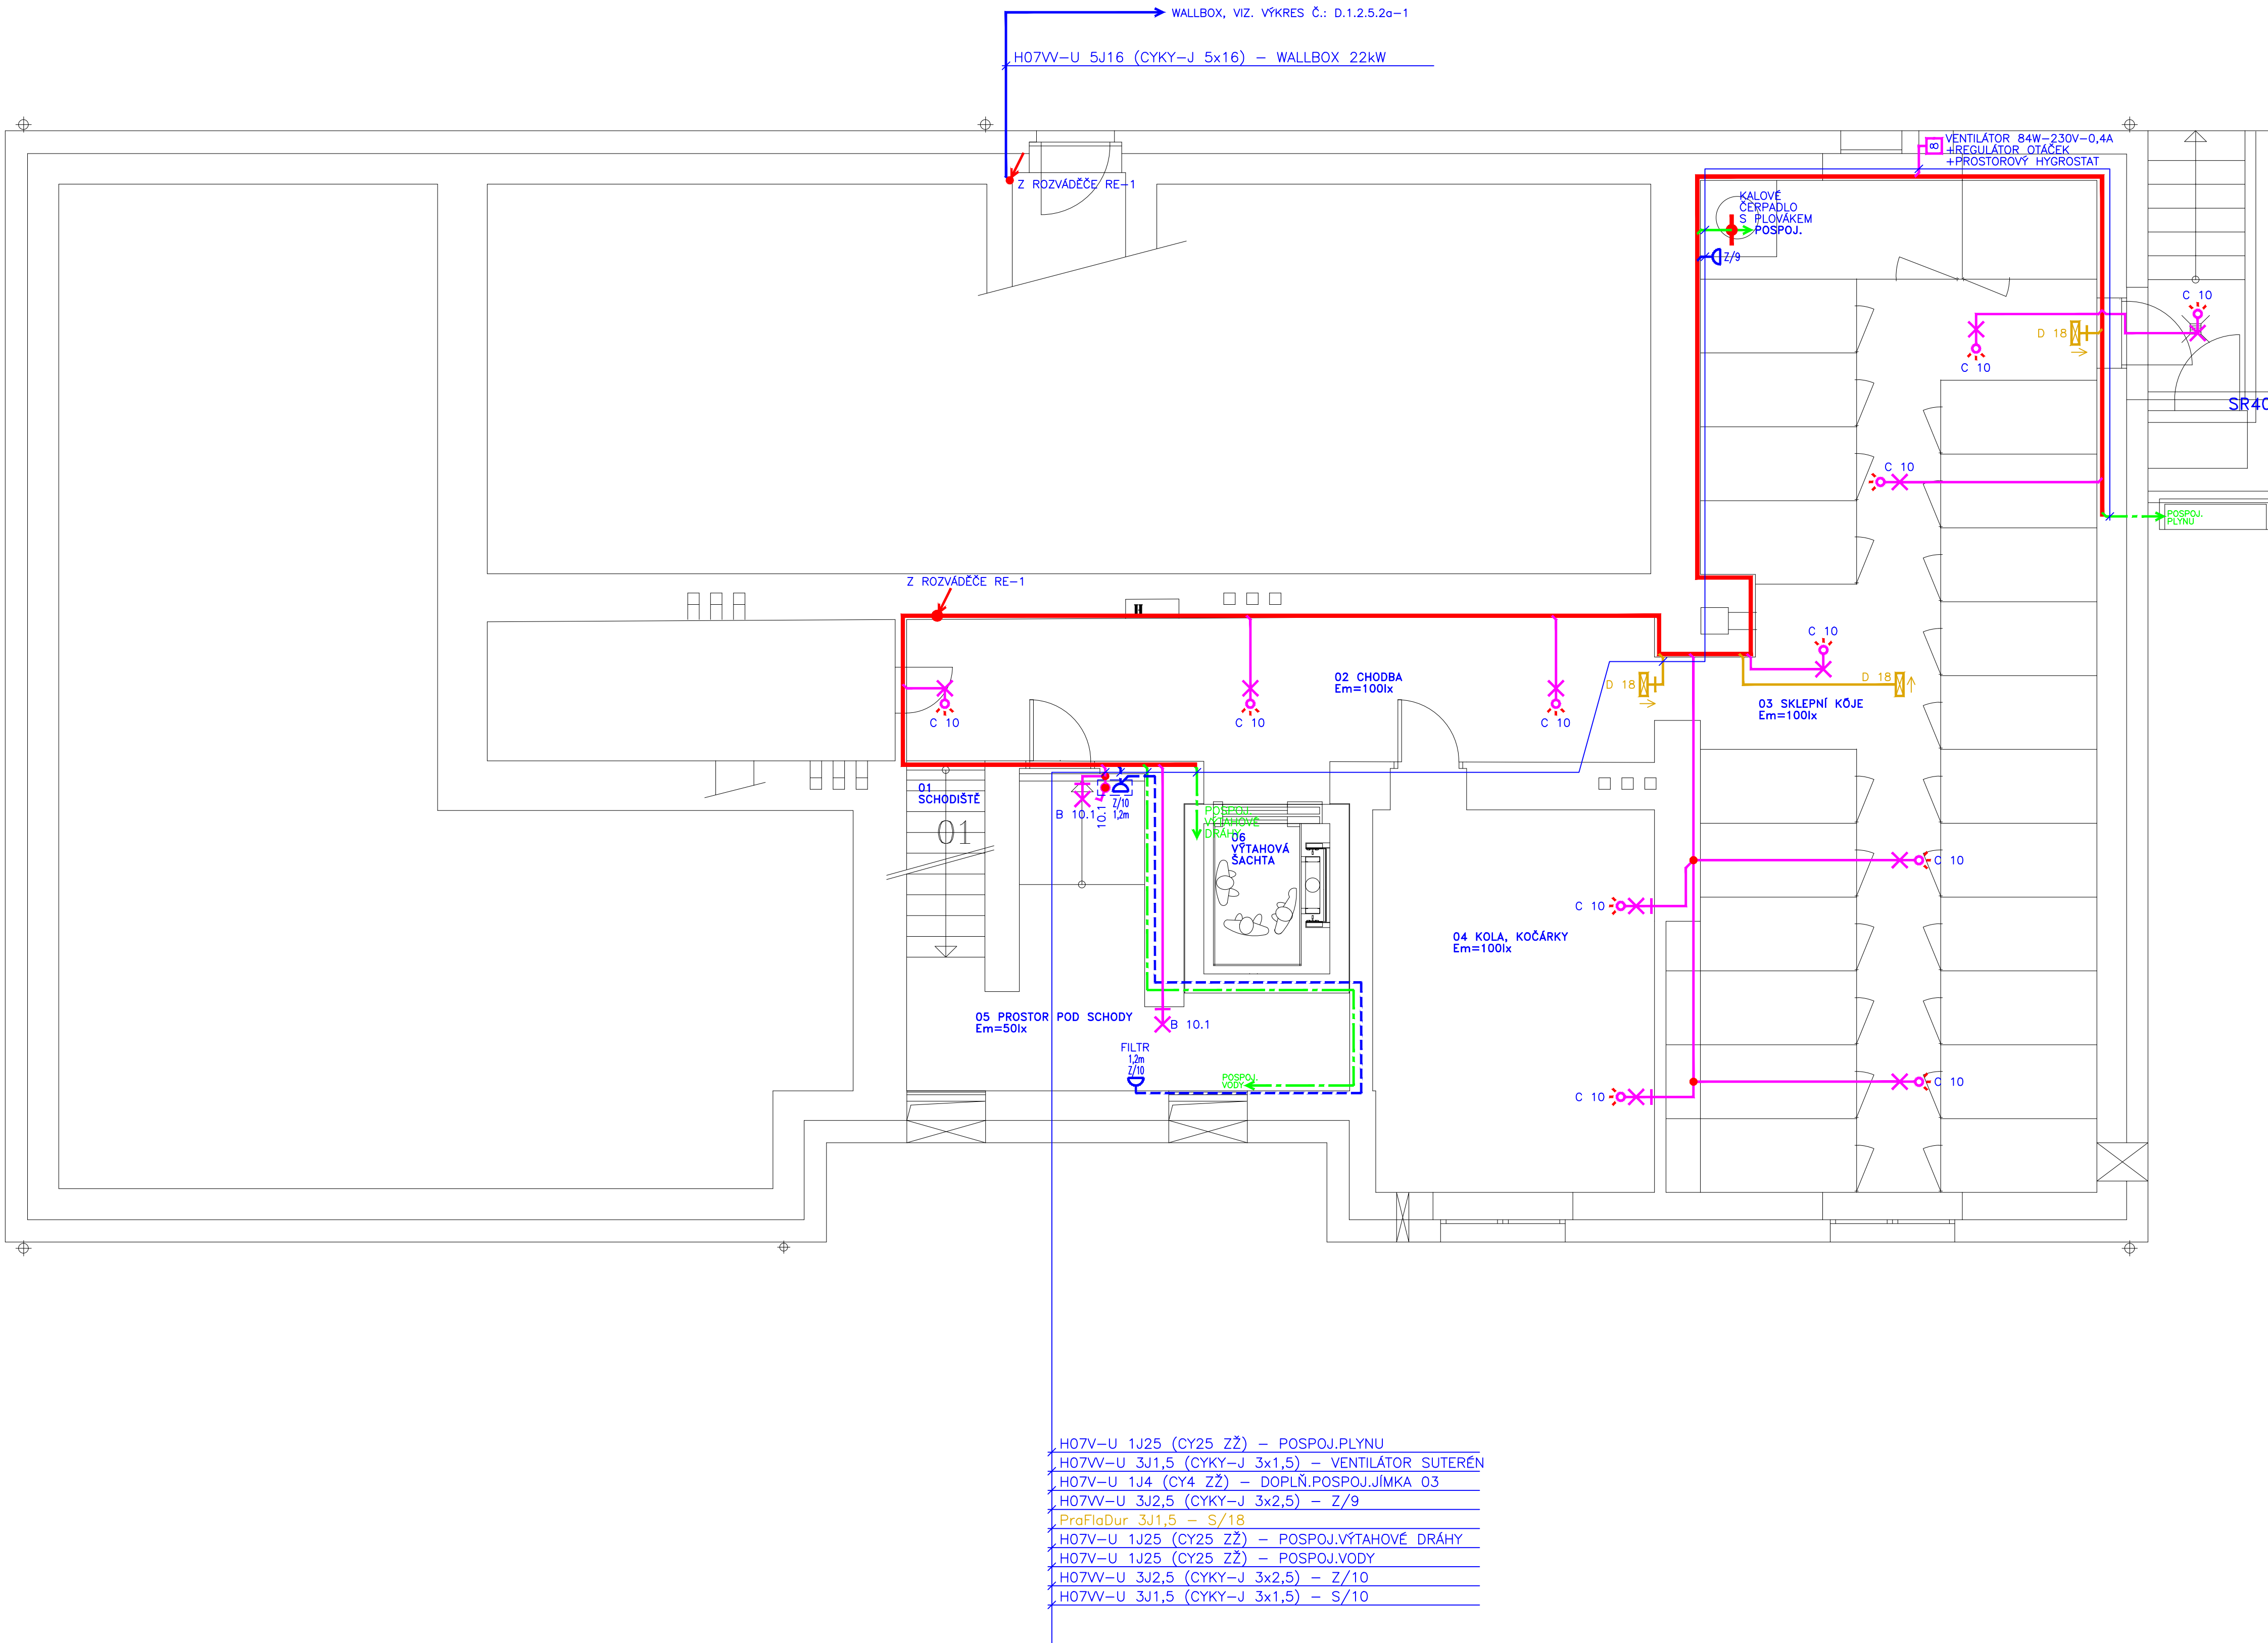 WALLBOX, VIZ. VÝKRES Č.: D.1.2.5.2a-1
H07VV-U 5J16 (CYKY-J 5x16) - WALLBOX 22kW
Z ROZVÁDĚČE RE-1
8
VENTILÁTOR 84W-230V-0,4A
+REGULÁTOR OTÁČEK
+PROSTOROVÝ HYGROSTAT
KALOVÉ
ČERPADLO
S PLOVÁKEM
POSPOJ.
Z/9
C 10
D 18
C 10
SR40
C 10
POSPOJ.
PLYNU
Z ROZVÁDĚČE RE-1
H
C 10
02 CHODBA
Em=100lx
D 18
D 18
03 SKLEPNÍ KÓJE
Em=100lx
C 10
C 10
C 10
01
SCHODIŠTĚ
01
B 10.1
10.1
Z/10
1,2m
POSPOJ.
VÝTAHOVÉ
DRÁHY
06
VÝTAHOVÁ
ŠACHTA
C 10
C 10
04 KOLA, KOČÁRKY
Em=100lx
05 PROSTOR POD SCHODY
Em=50lx
B 10.1
FILTR
1,2m
Z/10
POSPOJ.
VODY
C 10
C 10
H07V-U 1J25 (CY25 ZŽ) - POSPOJ.PLYNU
H07VV-U 3J1,5 (CYKY-J 3x1,5) - VENTILÁTOR SUTERÉN
H07V-U 1J4 (CY4 ZŽ) - DOPLŇ.POSPOJ.JÍMKA 03
H07VV-U 3J2,5 (CYKY-J 3x2,5) - Z/9
PraFlaDur 3J1,5 - S/18
H07V-U 1J25 (CY25 ZŽ) - POSPOJ.VÝTAHOVÉ DRÁHY
H07V-U 1J25 (CY25 ZŽ) - POSPOJ.VODY
H07VV-U 3J2,5 (CYKY-J 3x2,5) - Z/10
H07VV-U 3J1,5 (CYKY-J 3x1,5) - S/10